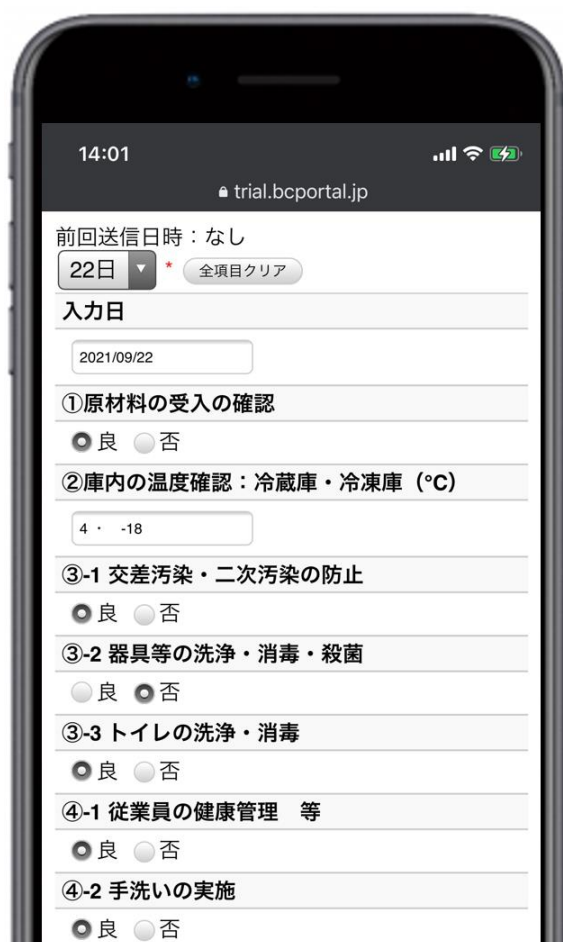 14:01
trial.bcportal.jp
前回送信日時：なし
22日 * 全項目クリア
入力日
2021/09/22
①原材料の受入の確認
良 否
②庫内の温度確認：冷蔵庫・冷凍庫（°C）
4 ・ -18
③-1 交差汚染・二次汚染の防止
良 否
③-2 器具等の洗浄・消毒・殺菌
良 否
③-3 トイレの洗浄・消毒
良 否
④-1 従業員の健康管理　等
良 否
④-2 手洗いの実施
良 否